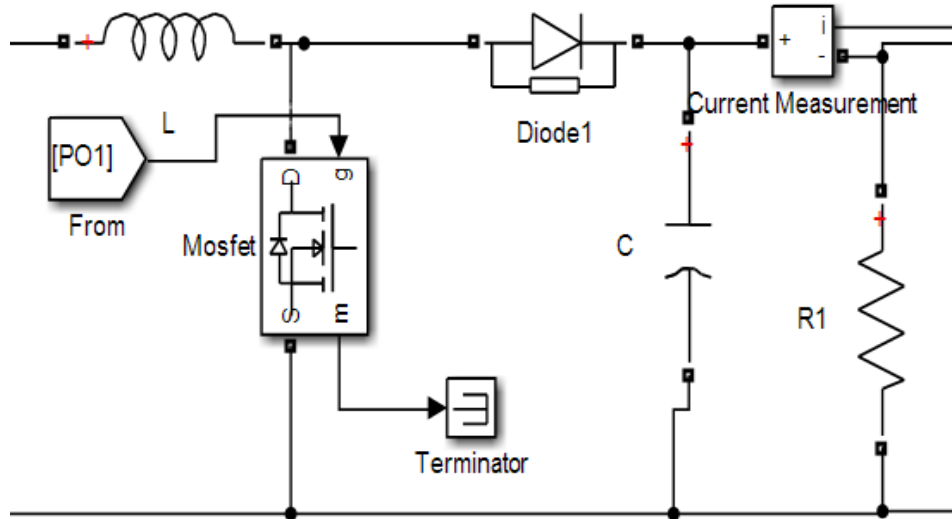 i
+
-
Current Measurement
L
Diode1
[PO1]
From
D
g
Mosfet
S
m
C
R1
Terminator